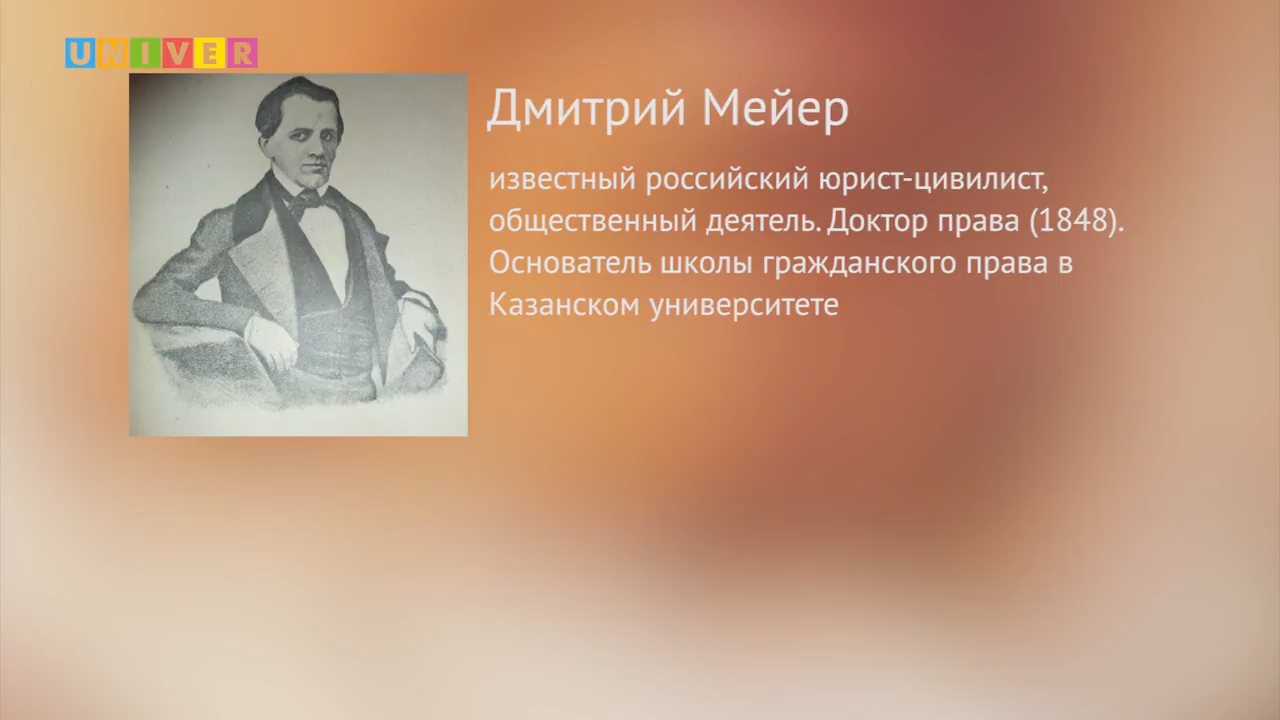 UNIVER
Дмитрий Мейер
известный российский юрист-цивилист,
общественный деятель. Доктор права (1848).
Основатель школы гражданского права в
Казанском университете